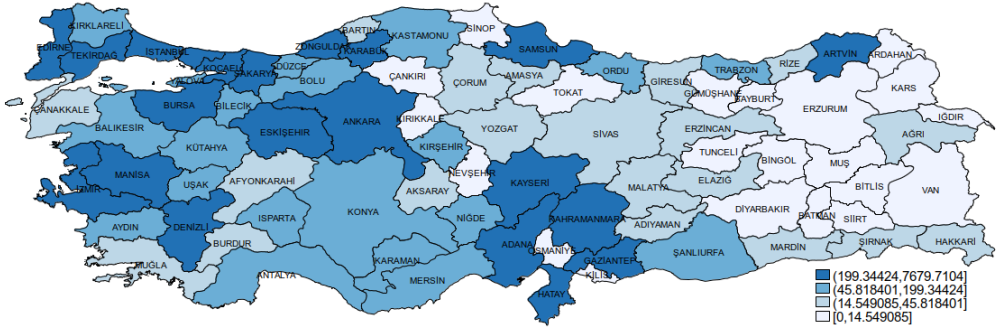 SİNOP
KIRKLARELİ
BARTIN
KASTAMONU
EDİRNE
TEKİRDAĞ
İSTANBUL
ZONGULDAK
KARABÜK
SAMSUN
ARTVİN
ARDAHAN
KOCAELİ
SAKARYA
DÜZCE
BOLU
ÇANKIRI
ÇORUM
AMASYA
ORDU
GİRESUN
TRABZON
RİZE
KARS
YALOVA
TOKAT
GÜMÜŞHANE
BAYBURT
ERZURUM
IĞDIR
ÇANAKKALE
BURSA
BİLECİK
ANKARA
KIRIKKALE
BALIKESİR
ESKİŞEHİR
YOZGAT
SİVAS
ERZİNCAN
AĞRI
KÜTAHYA
KIRŞEHİR
TUNCELİ
BİNGÖL
MUŞ
MANİSA
UŞAK
AFYONKARAHİ
NEVŞEHİR
KAYSERİ
MALATYA
ELAZIĞ
BİTLİS
VAN
İZMİR
AKSARAY
DİYARBAKIR
BATMAN
SİİRT
AYDIN
DENİZLİ
ISPARTA
KONYA
NİĞDE
KAHRAMANMARA
ADIYAMAN
BURDUR
ADANA
OSMANİYE
GAZİANTEP
ŞANLIURFA
MARDİN
ŞIRNAK
HAKKARİ
MUĞLA
ANTALYA
KARAMAN
MERSİN
KİLİS
HATAY
(199.34424,7679.7104]
(45.818401,199.34424]
(14.549085,45.818401]
[0,14.549085]